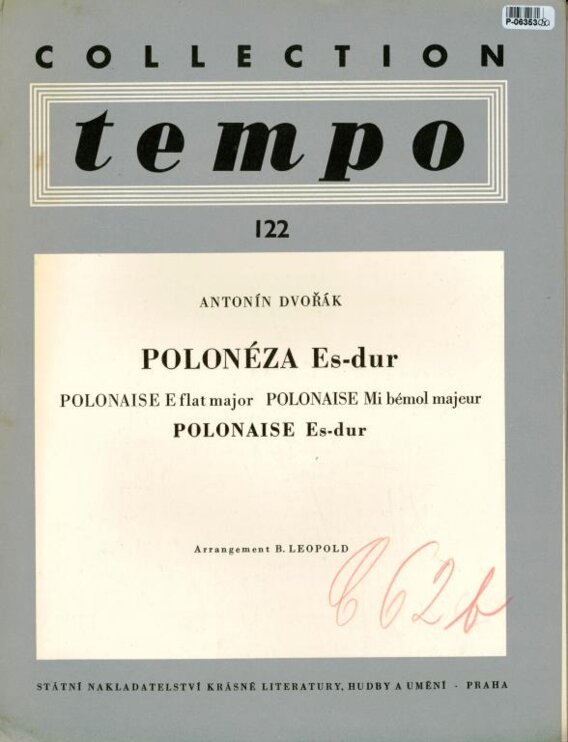 P-06353
COLLECTION
tempo
122
ANTONÍN DVOŘÁK
POLONÉZA Es-dur
POLONAISE E flat major POLONAISE Mi bémol majeur
POLONAISE Es-dur
Arrangement B. LEOPOLD
C 62b
STÁTNÍ NAKLADATELSTVÍ KRÁSNÉ LITERATURY, HUDBY A UMĚNÍ - PRAHA